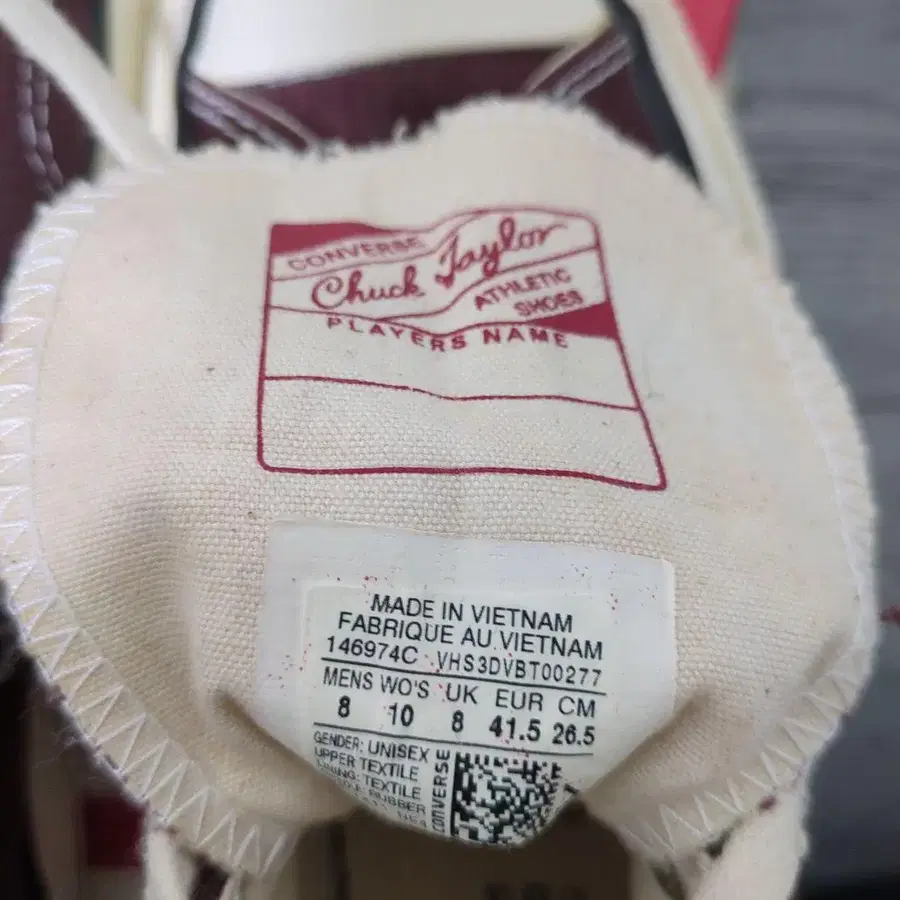 CONVERSE
Chuck Taylor
ATHLETIC
SHOES
PLAYERS NAME
MADE IN VIETNAM
FABRIQUE AU VIETNAM
146974C VHS3DVBT00277
MENS WO'S UK EUR CM
8 10 8 41.5 26.5
GENDER: UNISEX
UPPER TEXTILE
LINING: TEXTILE
RUBBER
CONVERSE